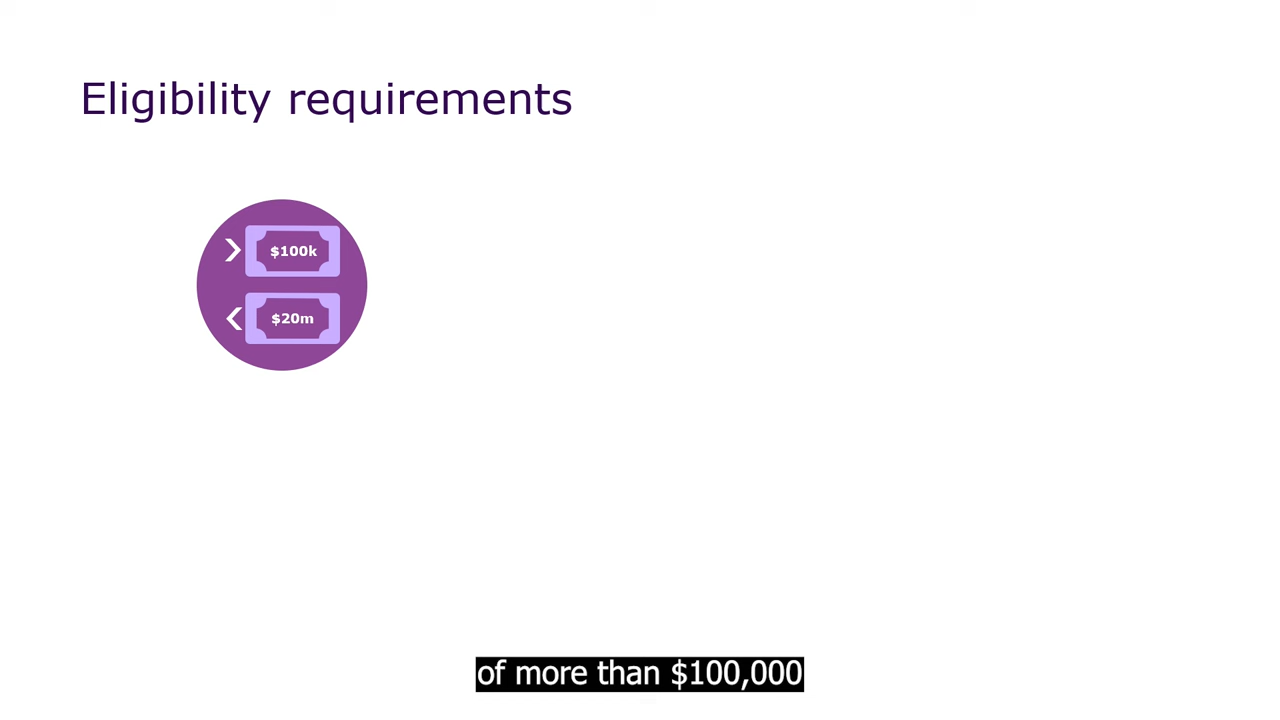 Eligibility requirements
> $100k
< $20m
of more than $100,000